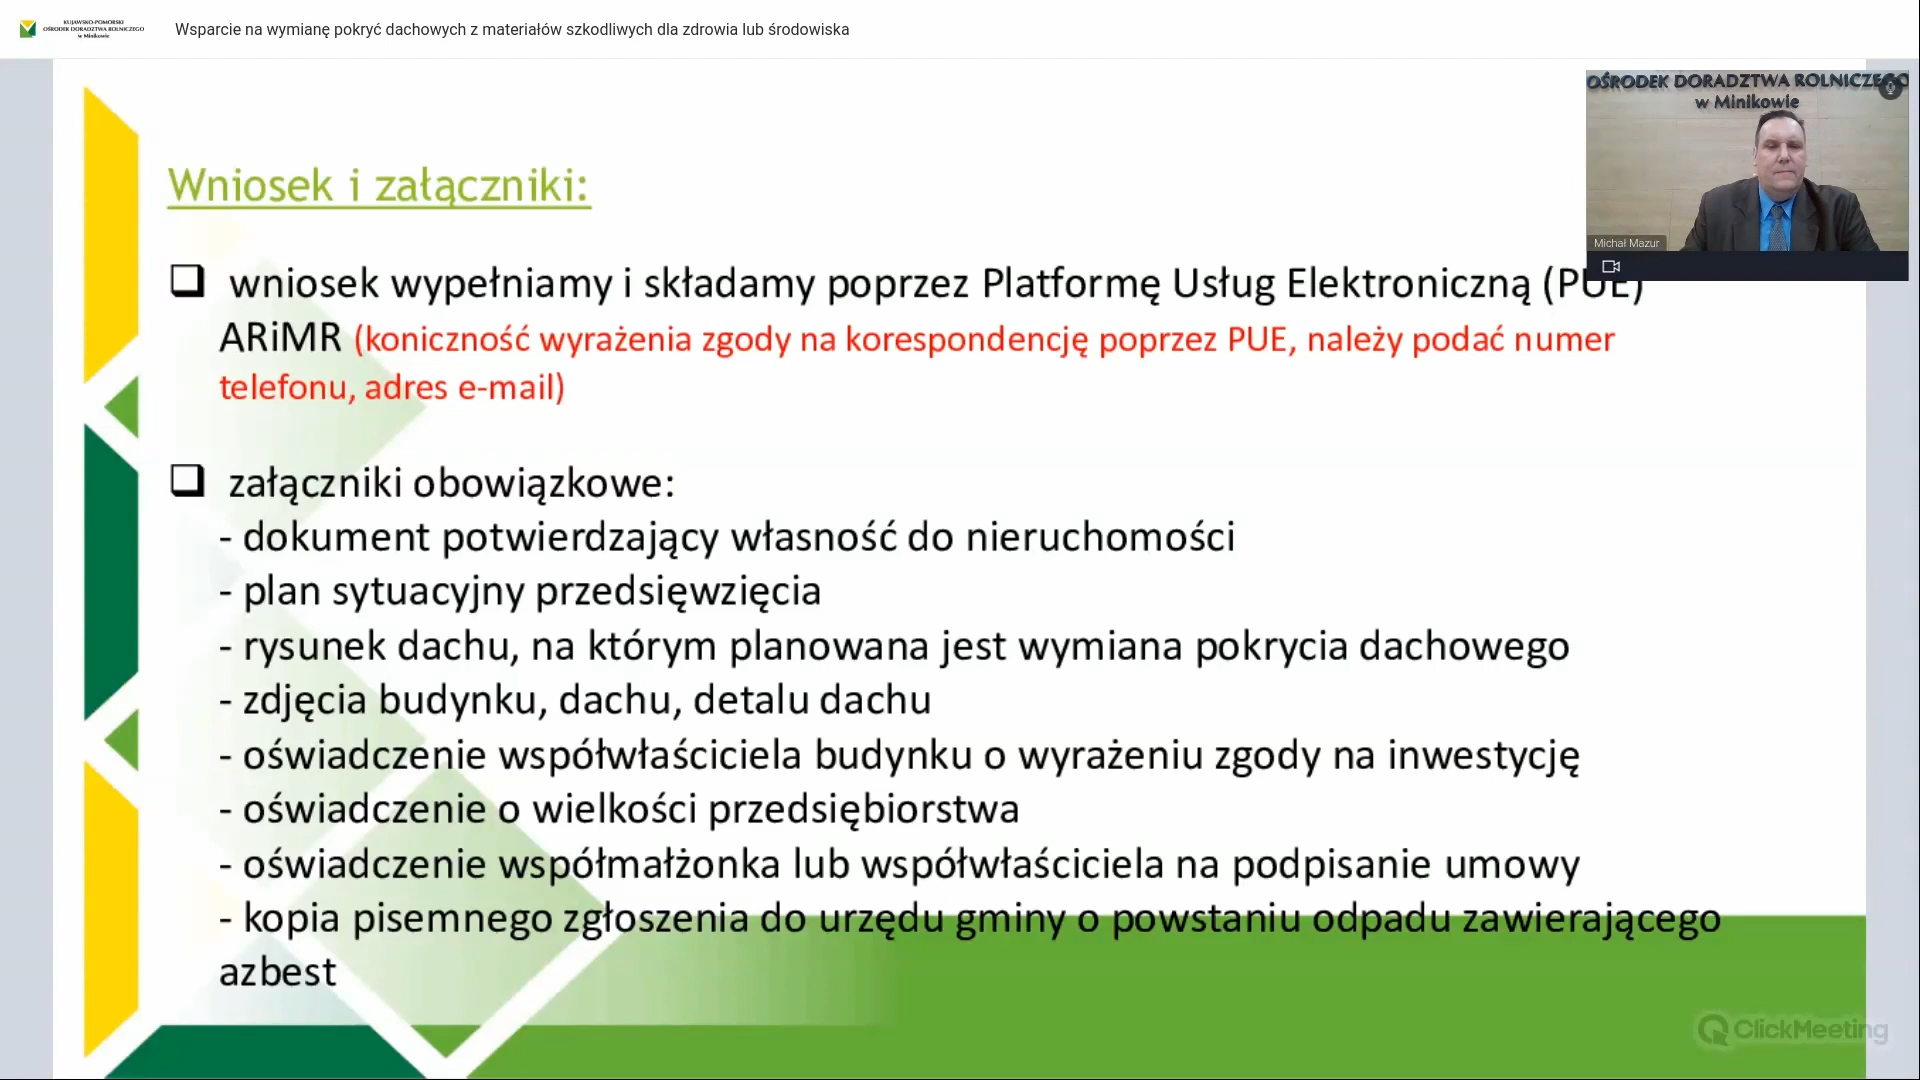 KUJAWSKO-POMORSKI
OŚRODEK DORADZTWA ROLNICZEGO
w Minikowie
Wsparcie na wymianę pokryć dachowych z materiałów szkodliwych dla zdrowia lub środowiska
OŚRODEK DORADZTWA ROLNICZEGO
w Minikowie
Michał Mazur
Wniosek i załączniki:
wniosek wypełniamy i składamy poprzez Platformę Usług Elektroniczną (PUE)
ARiMR (koniczność wyrażenia zgody na korespondencję poprzez PUE, należy podać numer
telefonu, adres e-mail)
załączniki obowiązkowe:
- dokument potwierdzający własność do nieruchomości
- plan sytuacyjny przedsięwzięcia
- rysunek dachu, na którym planowana jest wymiana pokrycia dachowego
- zdjęcia budynku, dachu, detalu dachu
- oświadczenie współwłaściciela budynku o wyrażeniu zgody na inwestycję
- oświadczenie o wielkości przedsiębiorstwa
- oświadczenie współmałżonka lub współwłaściciela na podpisanie umowy
- kopia pisemnego zgłoszenia do urzędu gminy o powstaniu odpadu zawierającego
azbest
ClickMeeting